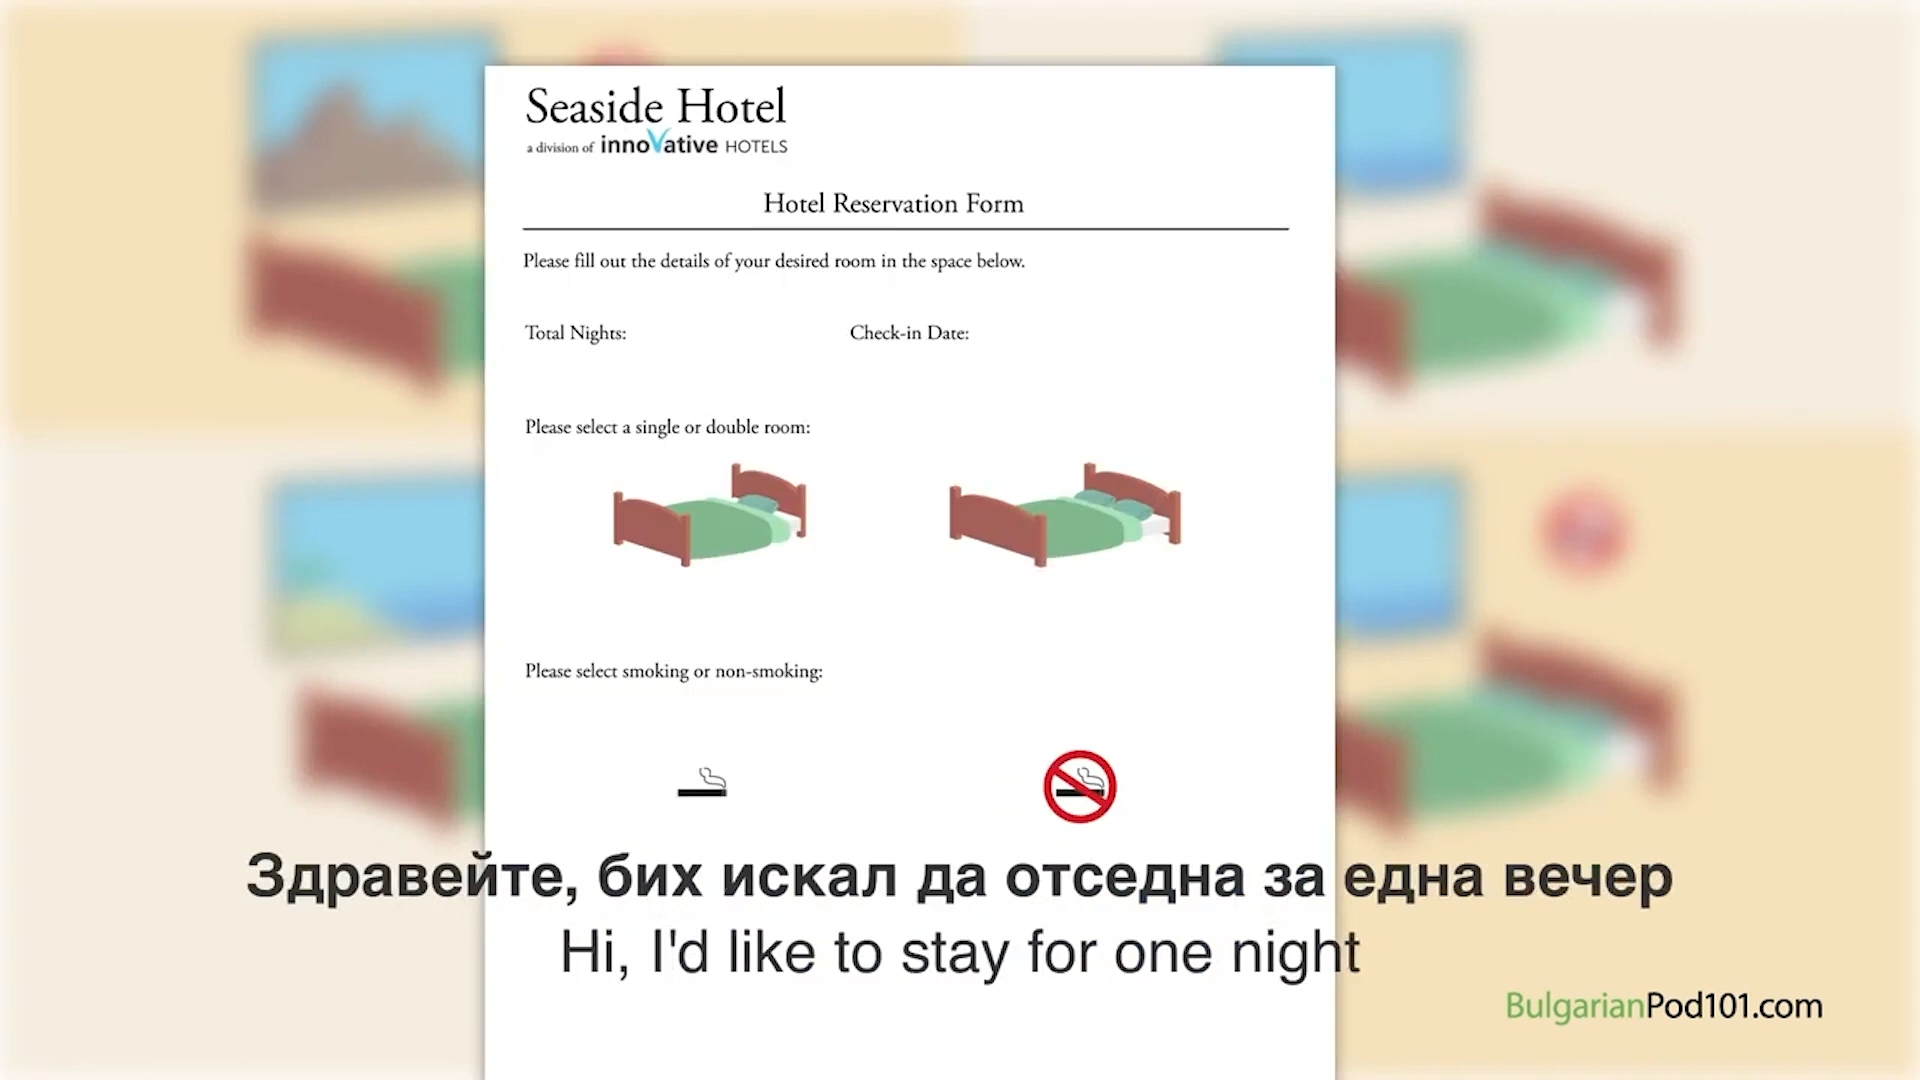 Seaside Hotel
a division of innovative HOTELS
Hotel Reservation Form
Please fill out the details of your desired room in the space below.
Total Nights: Check-in Date:
Please select a single or double room:
Please select smoking or non-smoking:
Здравейте, бих искал да отседна за една вечер
Hi, I'd like to stay for one night
BulgarianPod101.com